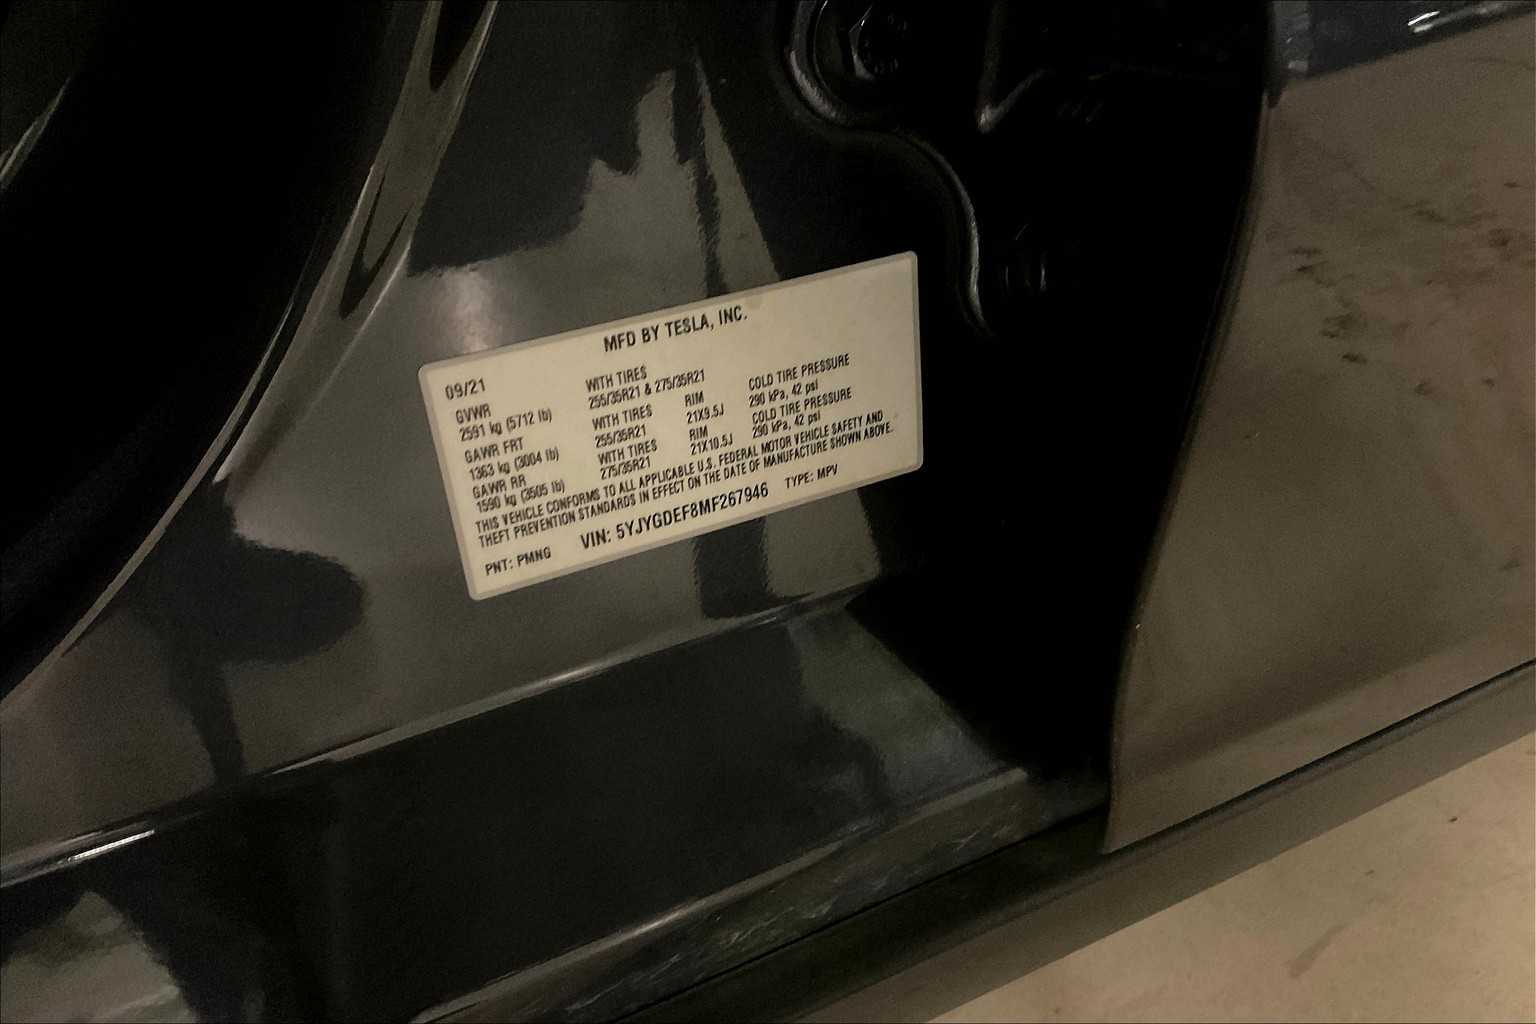 MFD BY TESLA, INC.
09/21
GVWR
2591 kg (5712 lb)
WITH TIRES
255/35R21 & 275/35R21
GAWR FRT
1363 kg (3004 lb)
WITH TIRES
255/35R21
RIM
21X9.5J
COLD TIRE PRESSURE
290 kPa, 42 psi
GAWR RR
1590 kg (3505 lb)
WITH TIRES
275/35R21
RIM
21X10.5J
COLD TIRE PRESSURE
290 kPa, 42 psi
THIS VEHICLE CONFORMS TO ALL APPLICABLE U.S. FEDERAL MOTOR VEHICLE SAFETY AND
THEFT PREVENTION STANDARDS IN EFFECT ON THE DATE OF MANUFACTURE SHOWN ABOVE.
PNT: PMNG
VIN: 5YJYGDEF8MF267946
TYPE: MPV